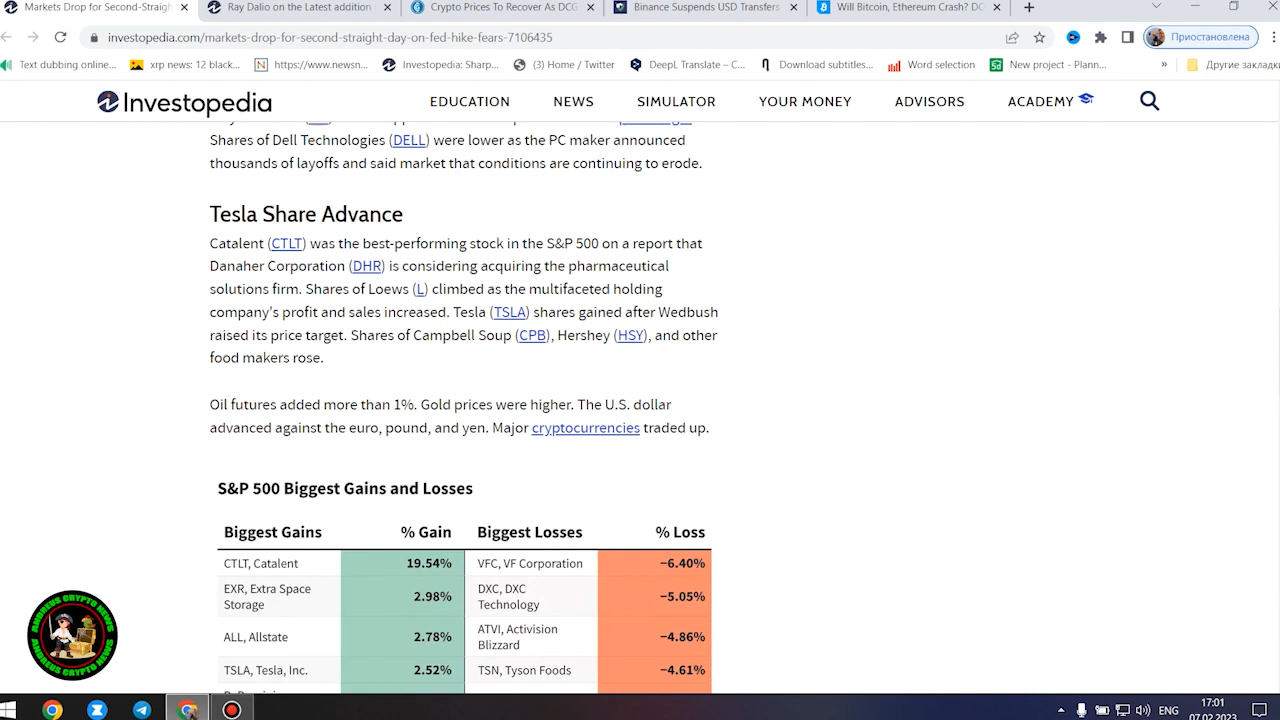 Markets Drop for Second-Straigh
Ray Dalio on the Latest addition
Crypto Prices To Recover As DCG
Binance Suspends USD Transfers
Will Bitcoin, Ethereum Crash? DC
investopedia.com/markets-drop-for-second-straight-day-on-fed-hike-fears-7106435
Приостановлена
Text dubbing online...
xrp news: 12 black...
https://www.newsn...
Investopedia: Sharp...
(3) Home / Twitter
DeepL Translate – C...
Download subtitles...
Word selection
New project - Plann...
»
Другие закладки
Investopedia
EDUCATION
NEWS
SIMULATOR
YOUR MONEY
ADVISORS
ACADEMY
Shares of Dell Technologies (DELL) were lower as the PC maker announced
thousands of layoffs and said market that conditions are continuing to erode.
Tesla Share Advance
Catalent (CTLT) was the best-performing stock in the S&P 500 on a report that
Danaher Corporation (DHR) is considering acquiring the pharmaceutical
solutions firm. Shares of Loews (L) climbed as the multifaceted holding
company's profit and sales increased. Tesla (TSLA) shares gained after Wedbush
raised its price target. Shares of Campbell Soup (CPB), Hershey (HSY), and other
food makers rose.
Oil futures added more than 1%. Gold prices were higher. The U.S. dollar
advanced against the euro, pound, and yen. Major cryptocurrencies traded up.
S&P 500 Biggest Gains and Losses
Biggest Gains % Gain Biggest Losses % Loss
CTLT, Catalent 19.54% VFC, VF Corporation −6.40%
EXR, Extra Space
Storage
2.98%
DXC, DXC
Technology
−5.05%
ALL, Allstate 2.78%
ATVI, Activision
Blizzard
−4.86%
TSLA, Tesla, Inc. 2.52% TSN, Tyson Foods −4.61%
ANDREUS CRYPTO NEWS
ANDREUS CRYPTO NEWS
ENG
17:01
07.02.2023